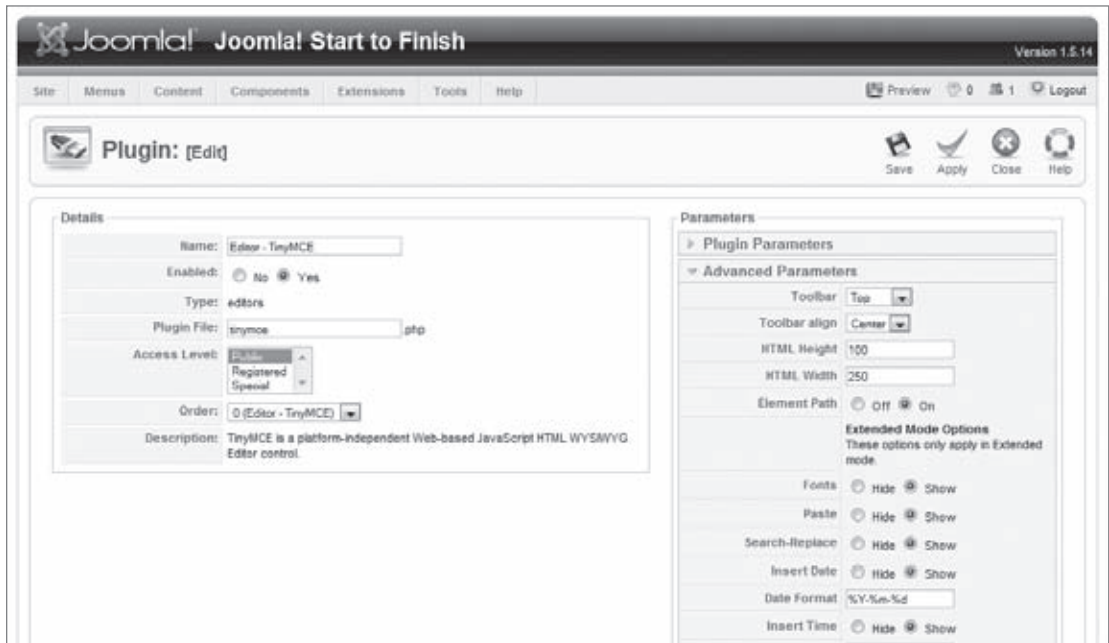 Joomla! Joomla! Start to Finish
Version 1.5.14
Site Menus Content Components Extensions Tools Help
Preview 0 1 Logout
Plugin: [Edit]
Save Apply Close Help
Details
Name: Editor - TinyMCE
Enabled: No Yes
Type: editors
Plugin File: tinymce .php
Access Level: Public
Registered
Special
Order: 0 (Editor - TinyMCE)
Description: TinyMCE is a platform-independent Web-based JavaScript HTML WYSIWYG
Editor control.
Parameters
Plugin Parameters
Advanced Parameters
Toolbar Top
Toolbar align Center
HTML Height 100
HTML Width 250
Element Path Off On
Extended Mode Options
These options only apply in Extended
mode.
Fonts Hide Show
Paste Hide Show
Search-Replace Hide Show
Insert Date Hide Show
Date Format %Y-%m-%d
Insert Time Hide Show